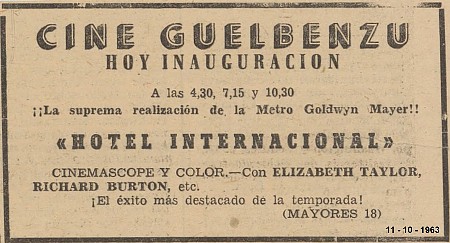 CINE GUELBENZU
HOY INAUGURACION
A las 4,30, 7,15 y 10,30
¡¡La suprema realización de la Metro Goldwyn Mayer!!
«HOTEL INTERNACIONAL»
CINEMASCOPE Y COLOR.—Con ELIZABETH TAYLOR,
RICHARD BURTON, etc.
¡El éxito más destacado de la temporada!
(MAYORES 18)
11 - 10 - 1963